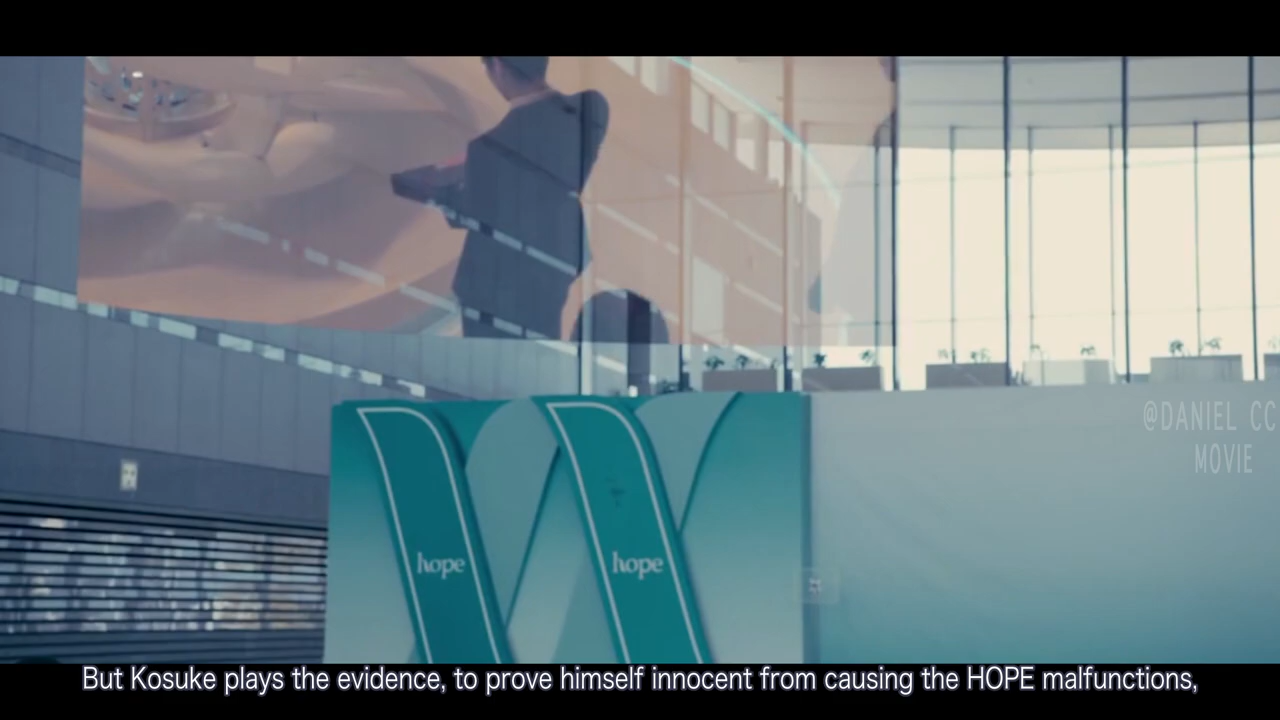 @DANIEL CC
MOVIE
hope
hope
But Kosuke plays the evidence, to prove himself innocent from causing the HOPE malfunctions,